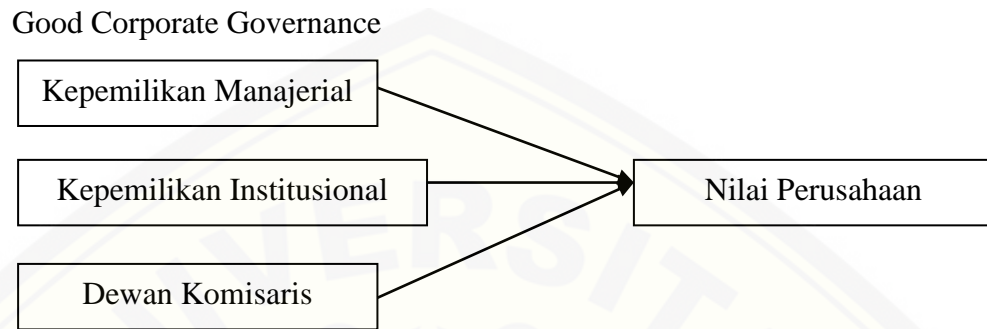 Good Corporate Governance
Kepemilikan Manajerial
Kepemilikan Institusional
Nilai Perusahaan
Dewan Komisaris